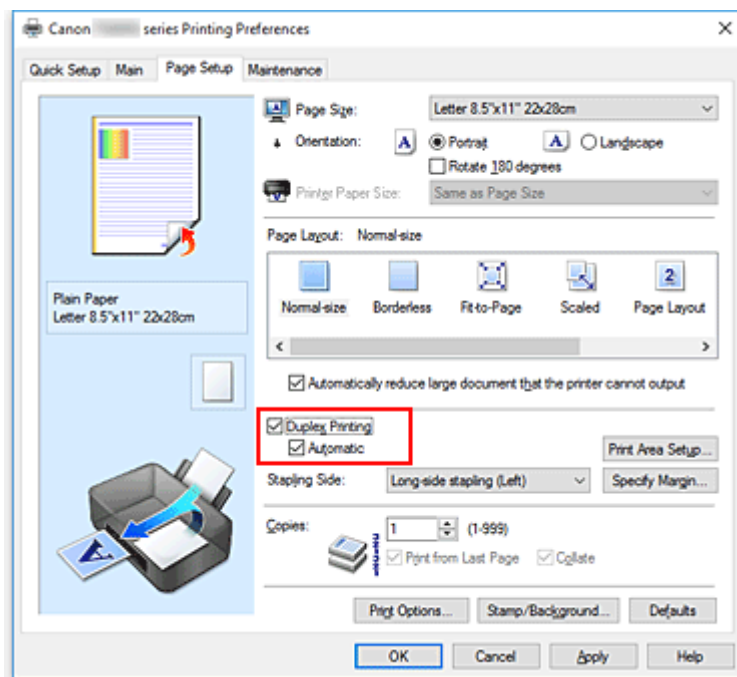 Canon series Printing Preferences
Quick Setup Main Page Setup Maintenance
Page Size: Letter 8.5"x11" 22x28cm
Orientation: A Portrait A Landscape
Rotate 180 degrees
Printer Paper Size: Same as Page Size
Page Layout: Normal-size
2
Normal-size Borderless Fit-to-Page Scaled Page Layout
Plain Paper
Letter 8.5"x11" 22x28cm
Automatically reduce large document that the printer cannot output
Duplex Printing
Automatic
Print Area Setup...
Stapling Side: Long-side stapling (Left) Specify Margin...
A
Copies: 1 (1-999)
Print from Last Page Collate
Print Options... Stamp/Background... Defaults
OK Cancel Apply Help